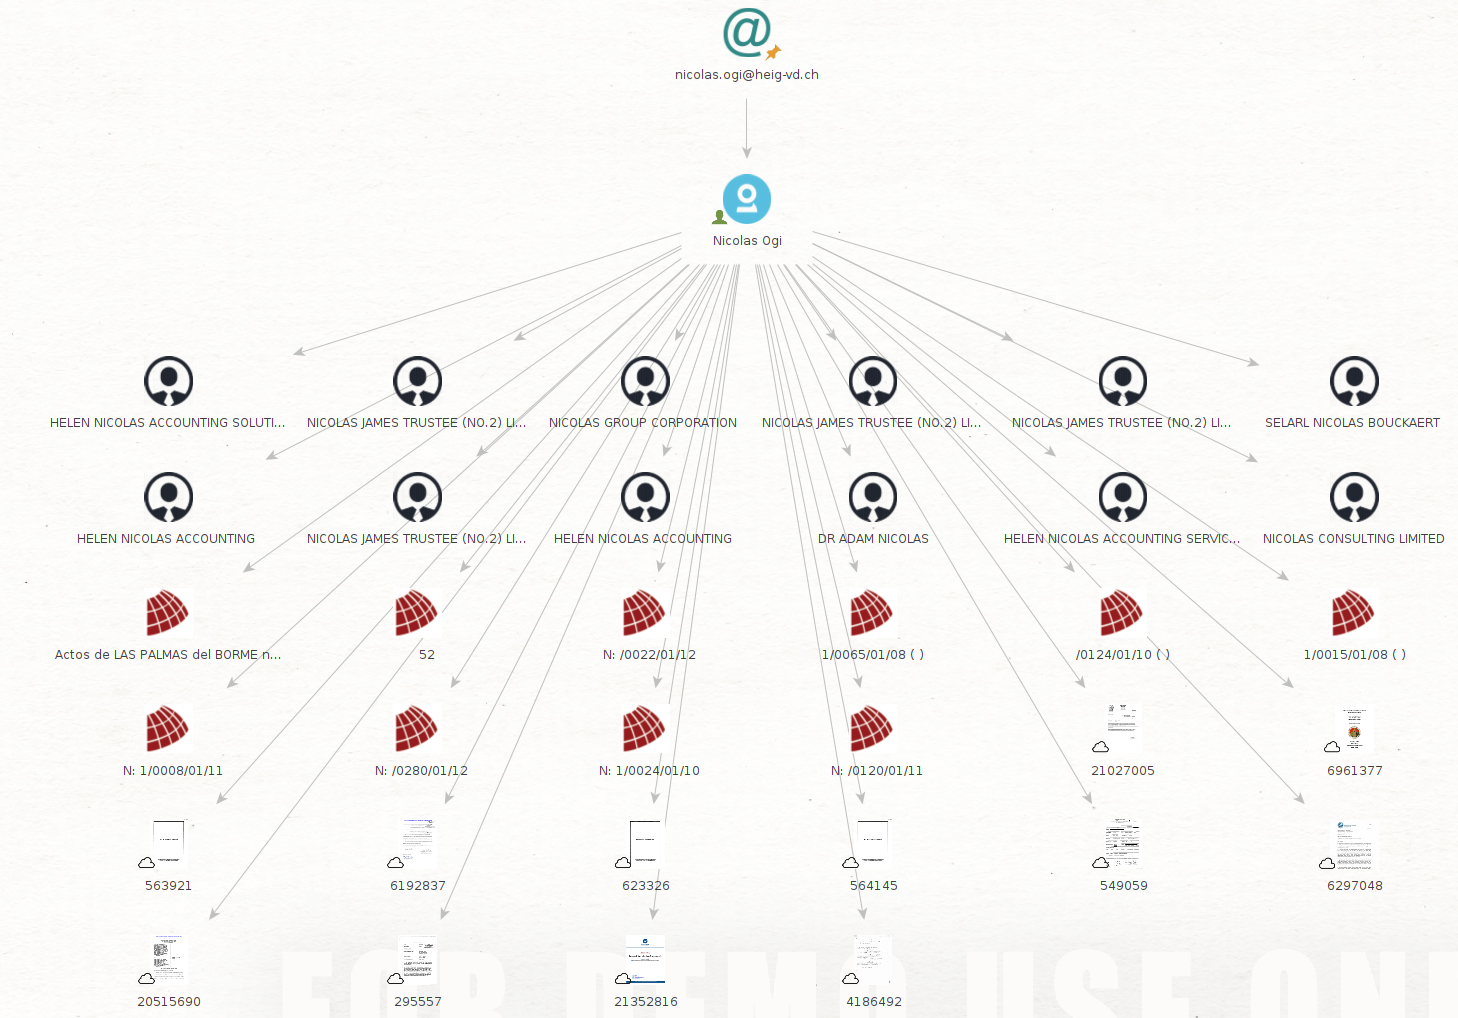 nicolas.ogi@heig-vd.ch
Nicolas Ogi
HELEN NICOLAS ACCOUNTING SOLUTI...
NICOLAS JAMES TRUSTEE (NO.2) LI...
NICOLAS GROUP CORPORATION
NICOLAS JAMES TRUSTEE (NO.2) LI...
NICOLAS JAMES TRUSTEE (NO.2) LI...
SELARL NICOLAS BOUCKAERT
HELEN NICOLAS ACCOUNTING
NICOLAS JAMES TRUSTEE (NO.2) LI...
HELEN NICOLAS ACCOUNTING
DR ADAM NICOLAS
HELEN NICOLAS ACCOUNTING SERVIC...
NICOLAS CONSULTING LIMITED
Actos de LAS PALMAS del BORME n...
52
N: /0022/01/12
1/0065/01/08 ( )
/0124/01/10 ( )
1/0015/01/08 ( )
N: 1/0008/01/11
N: /0280/01/12
N: 1/0024/01/10
N: /0120/01/11
21027005
6961377
563921
6192837
623326
564145
549059
6297048
20515690
295557
21352816
4186492
FOR DEMO USE ON